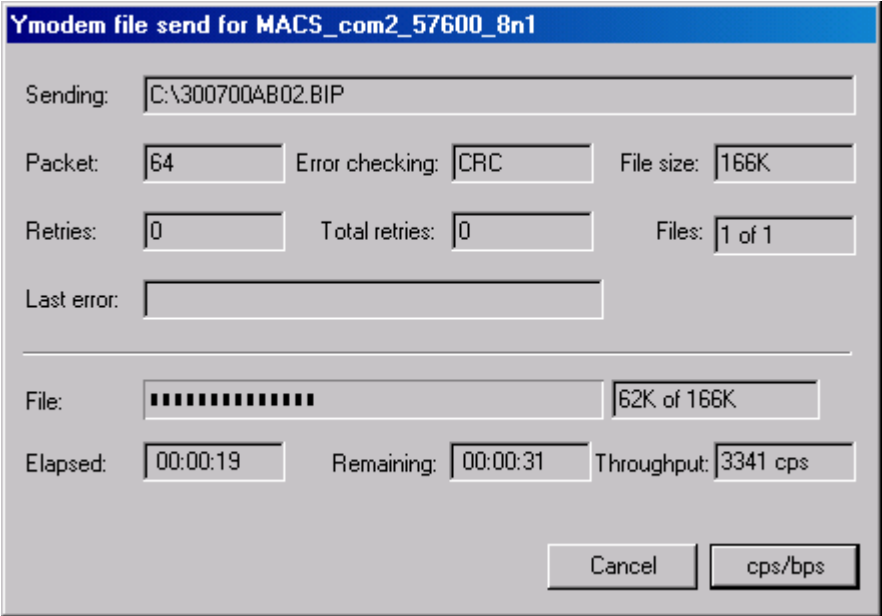 Ymodem file send for MACS_com2_57600_8n1
Sending: C:\300700AB02.BIP
Packet: 64 Error checking: CRC File size: 166K
Retries: 0 Total retries: 0 Files: 1 of 1
Last error:
File: 62K of 166K
Elapsed: 00:00:19 Remaining: 00:00:31 Throughput: 3341 cps
Cancel cps/bps